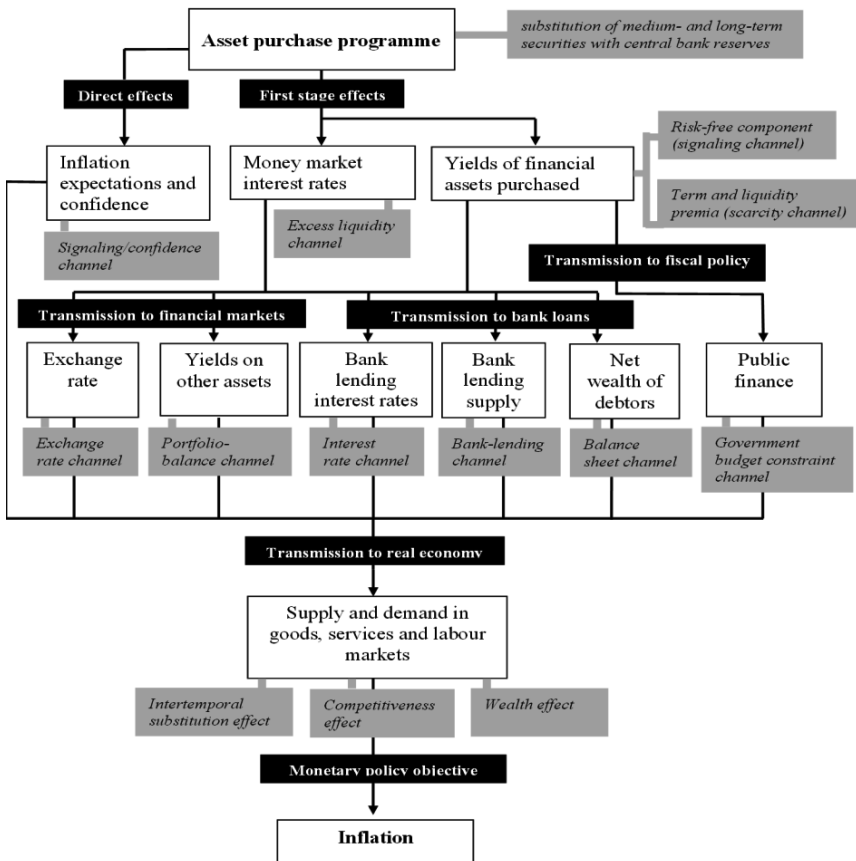 Asset purchase programme
substitution of medium- and long-term
securities with central bank reserves
Direct effects
First stage effects
Inflation
expectations and
confidence
Money market
interest rates
Yields of financial
assets purchased
Risk-free component
(signaling channel)
Term and liquidity
premia (scarcity channel)
Signaling/confidence
channel
Excess liquidity
channel
Transmission to fiscal policy
Transmission to financial markets
Transmission to bank loans
Exchange
rate
Yields on
other assets
Bank
lending
interest rates
Bank
lending
supply
Net
wealth of
debtors
Public
finance
Exchange
rate channel
Portfolio-
balance channel
Interest
rate channel
Bank-lending
channel
Balance
sheet channel
Government
budget constraint
channel
Transmission to real economy
Supply and demand in
goods, services and labour
markets
Intertemporal
substitution effect
Competitiveness
effect
Wealth effect
Monetary policy objective
Inflation